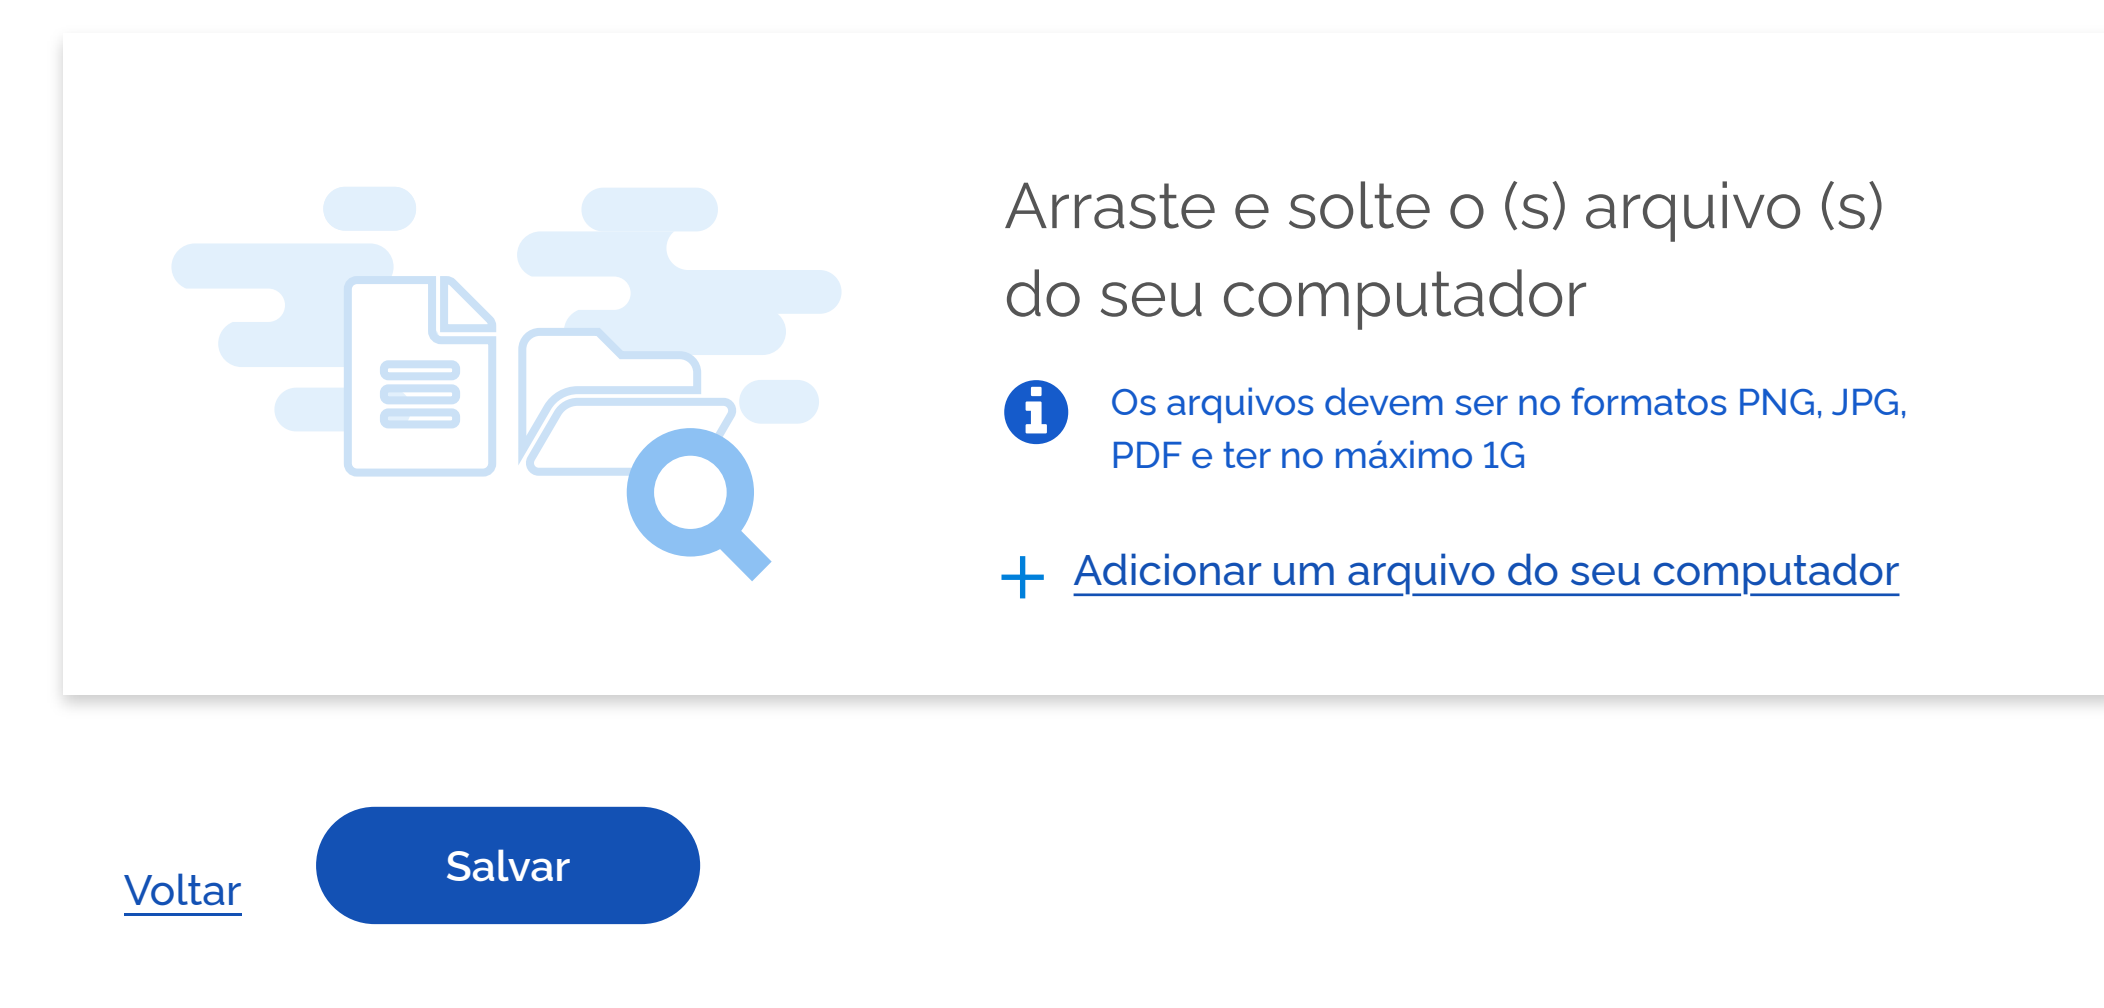 Arraste e solte o (s) arquivo (s)
do seu computador
Os arquivos devem ser no formatos PNG, JPG,
PDF e ter no máximo 1G
Adicionar um arquivo do seu computador
Voltar
Salvar